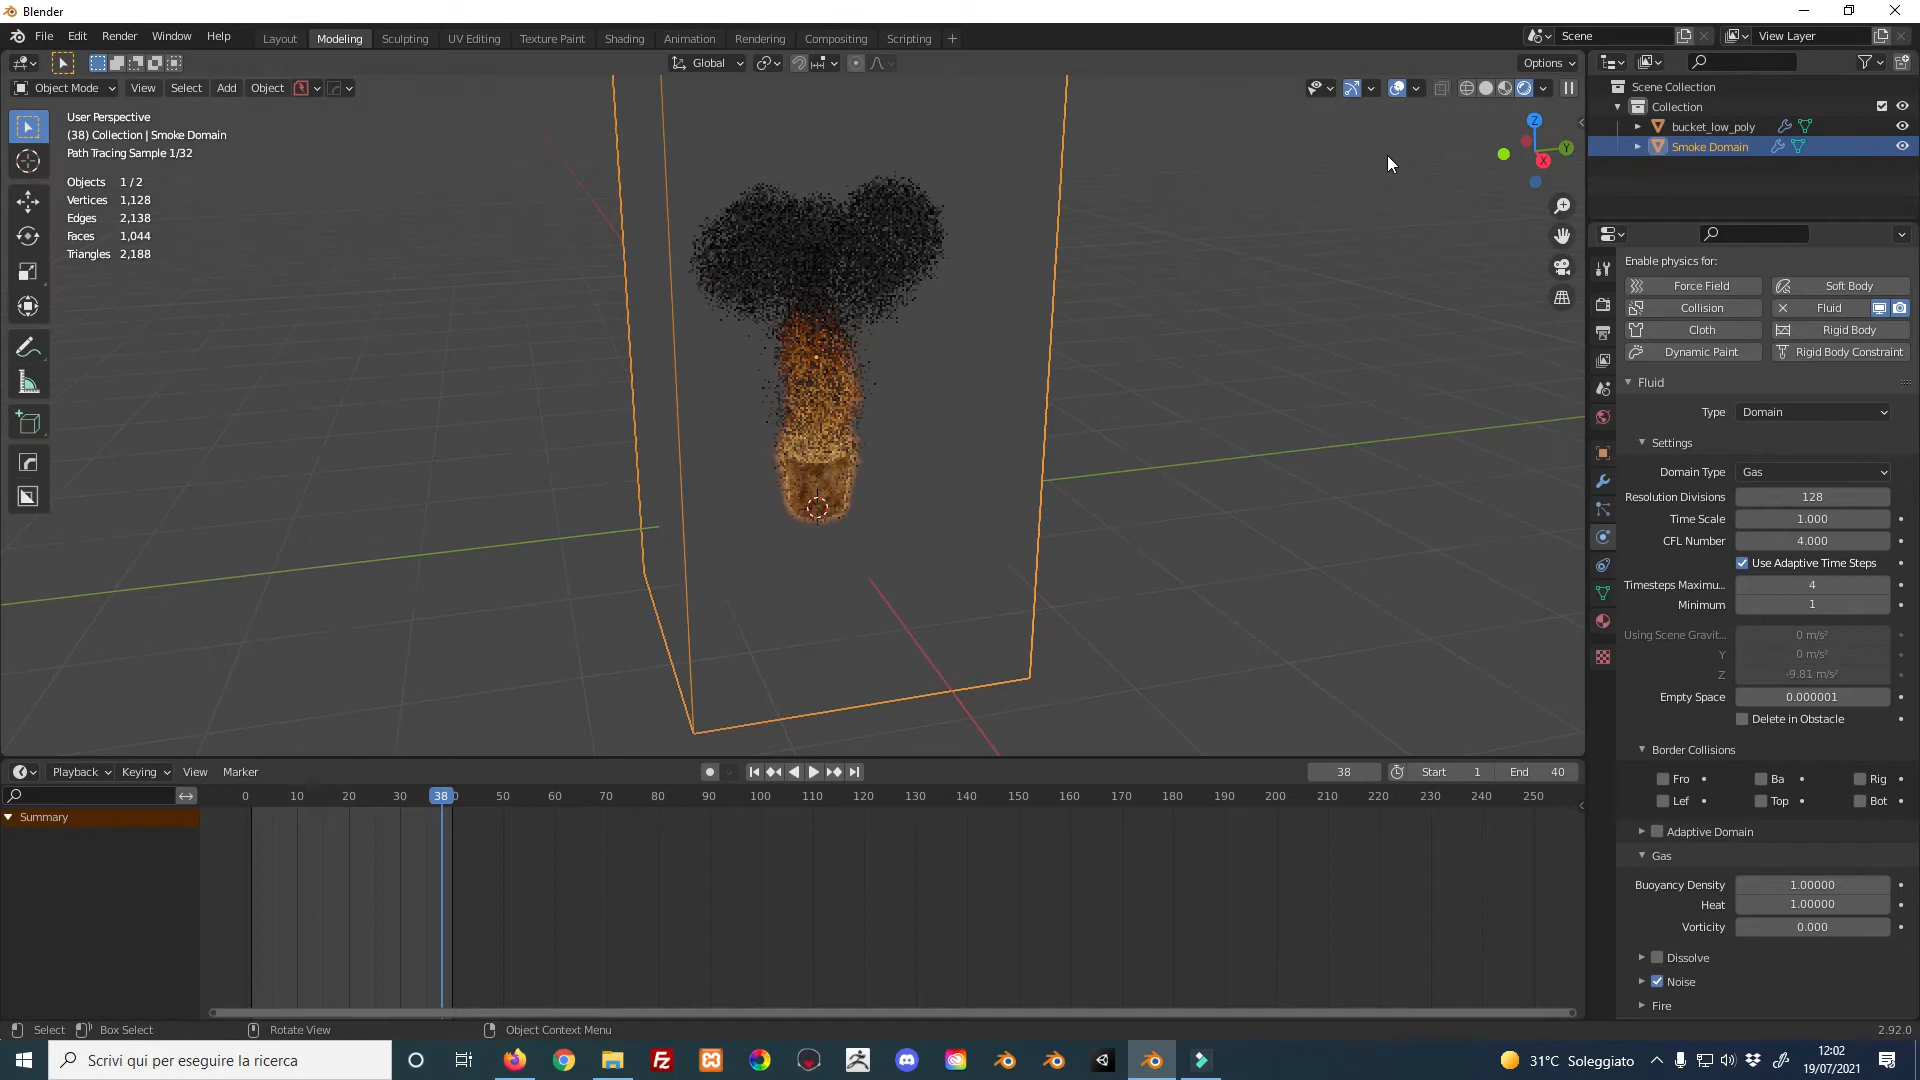 Blender
File Edit Render Window Help
Layout Modeling Sculpting UV Editing Texture Paint Shading Animation Rendering Compositing Scripting +
Scene
View Layer
Global
Options
Object Mode View Select Add Object
User Perspective
(38) Collection | Smoke Domain
Path Tracing Sample 1/32
Objects 1 / 2
Vertices 1,128
Edges 2,138
Faces 1,044
Triangles 2,188
Z
Y
X
Scene Collection
Collection
bucket_low_poly
Smoke Domain
Enable physics for:
Force Field Soft Body
Collision Fluid
Cloth Rigid Body
Dynamic Paint Rigid Body Constraint
Fluid
Type Domain
Settings
Domain Type Gas
Resolution Divisions 128
Time Scale 1.000
CFL Number 4.000
Use Adaptive Time Steps
Timesteps Maximu... 4
Minimum 1
Using Scene Gravit... 0 m/s²
Y 0 m/s²
Z -9.81 m/s²
Empty Space 0.000001
Delete in Obstacle
Border Collisions
Fro Ba Rig
Lef Top Bot
Adaptive Domain
Gas
Buoyancy Density 1.00000
Heat 1.00000
Vorticity 0.000
Dissolve
Noise
Fire
Playback Keying View Marker
38 Start 1 End 40
0 10 20 30 38 0 50 60 70 80 90 100 110 120 130 140 150 160 170 180 190 200 210 220 230 240 250
Summary
Select Box Select Rotate View Object Context Menu
2.92.0
Scrivi qui per eseguire la ricerca
31°C Soleggiato
12:02
19/07/2021